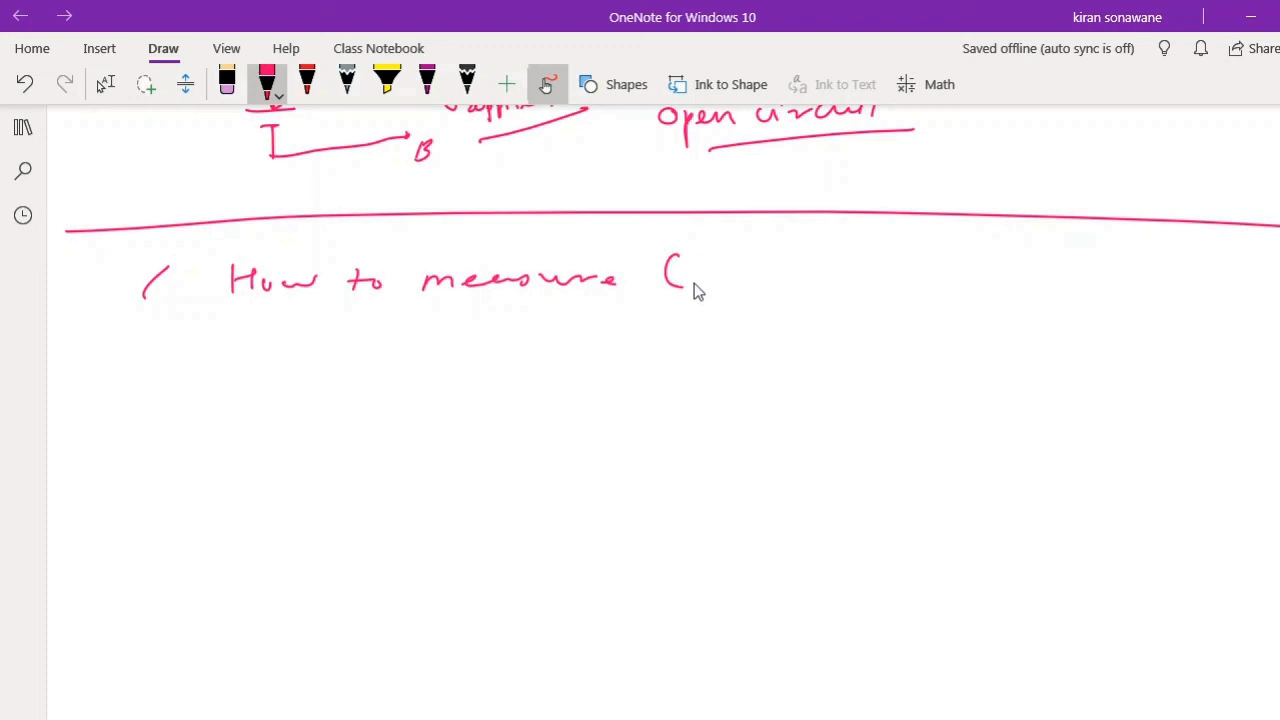 OneNote for Windows 10
kiran sonawane
Home Insert Draw View Help Class Notebook
Saved offline (auto sync is off) Share
Shapes Ink to Shape Ink to Text Math
Open circuit
B
How to measure C